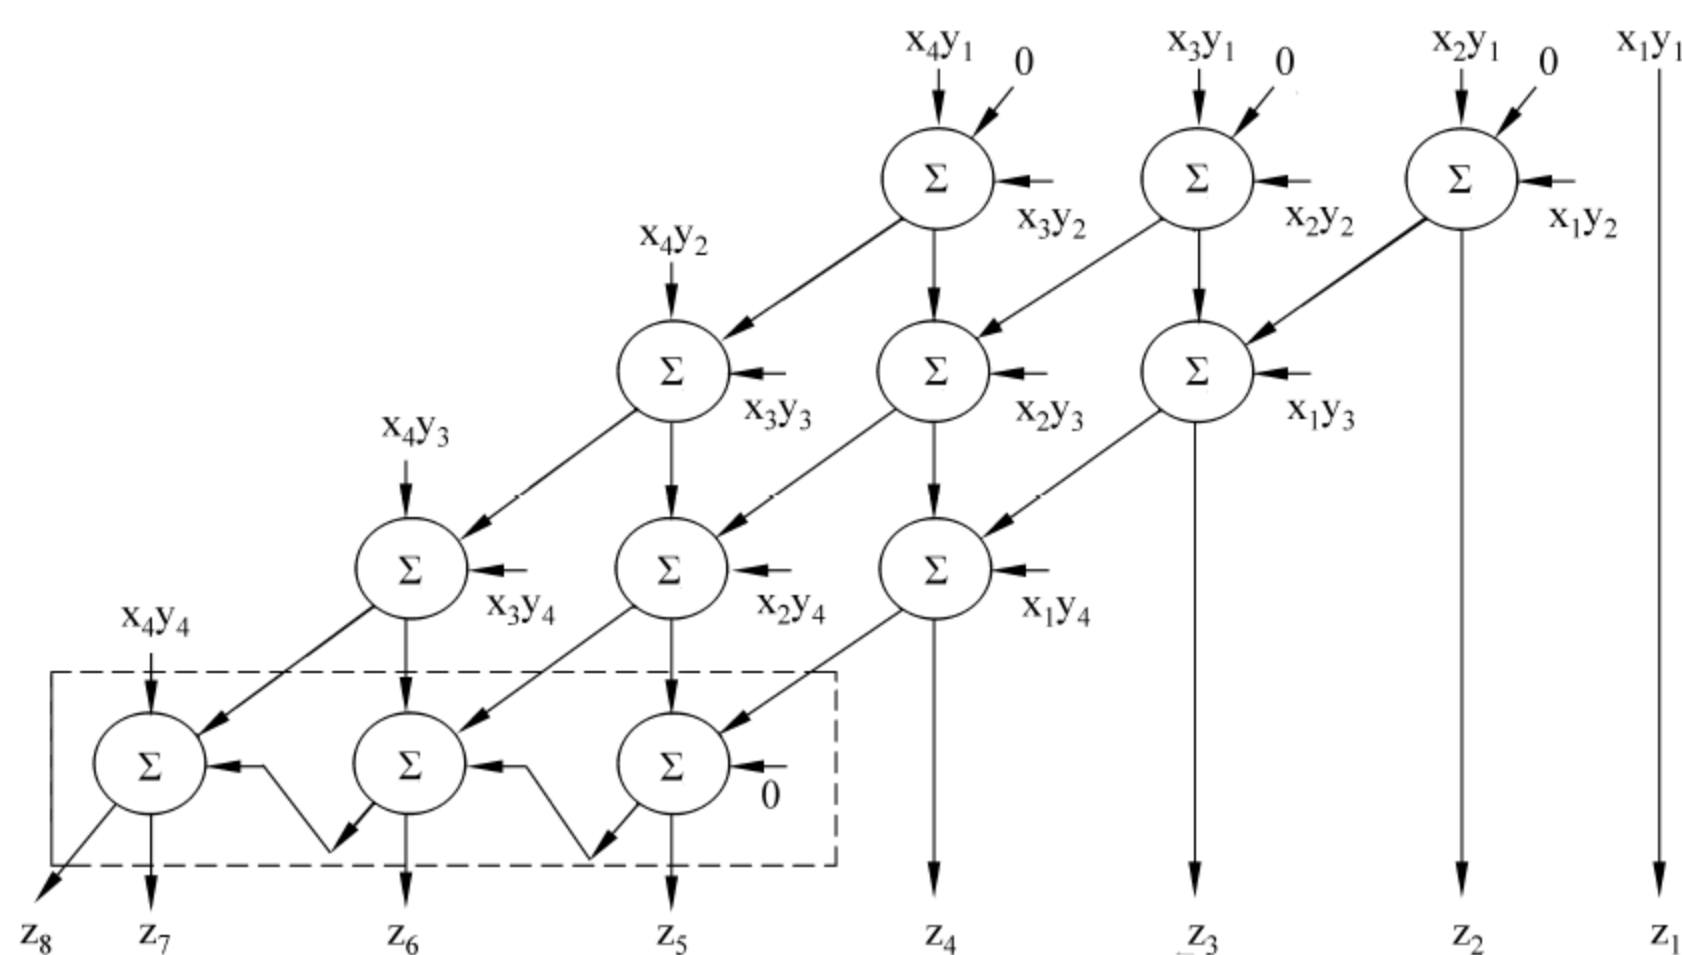 x₄y₁ 0 x₃y₁ 0 x₂y₁ 0 x₁y₁
Σ Σ Σ
x₃y₂ x₂y₂ x₁y₂
x₄y₂
Σ Σ Σ
x₃y₃ x₂y₃ x₁y₃
x₄y₃
Σ Σ Σ
x₃y₄ x₂y₄ x₁y₄
x₄y₄
Σ Σ Σ
0
z₈ z₇ z₆ z₅ z₄ z₃ z₂ z₁